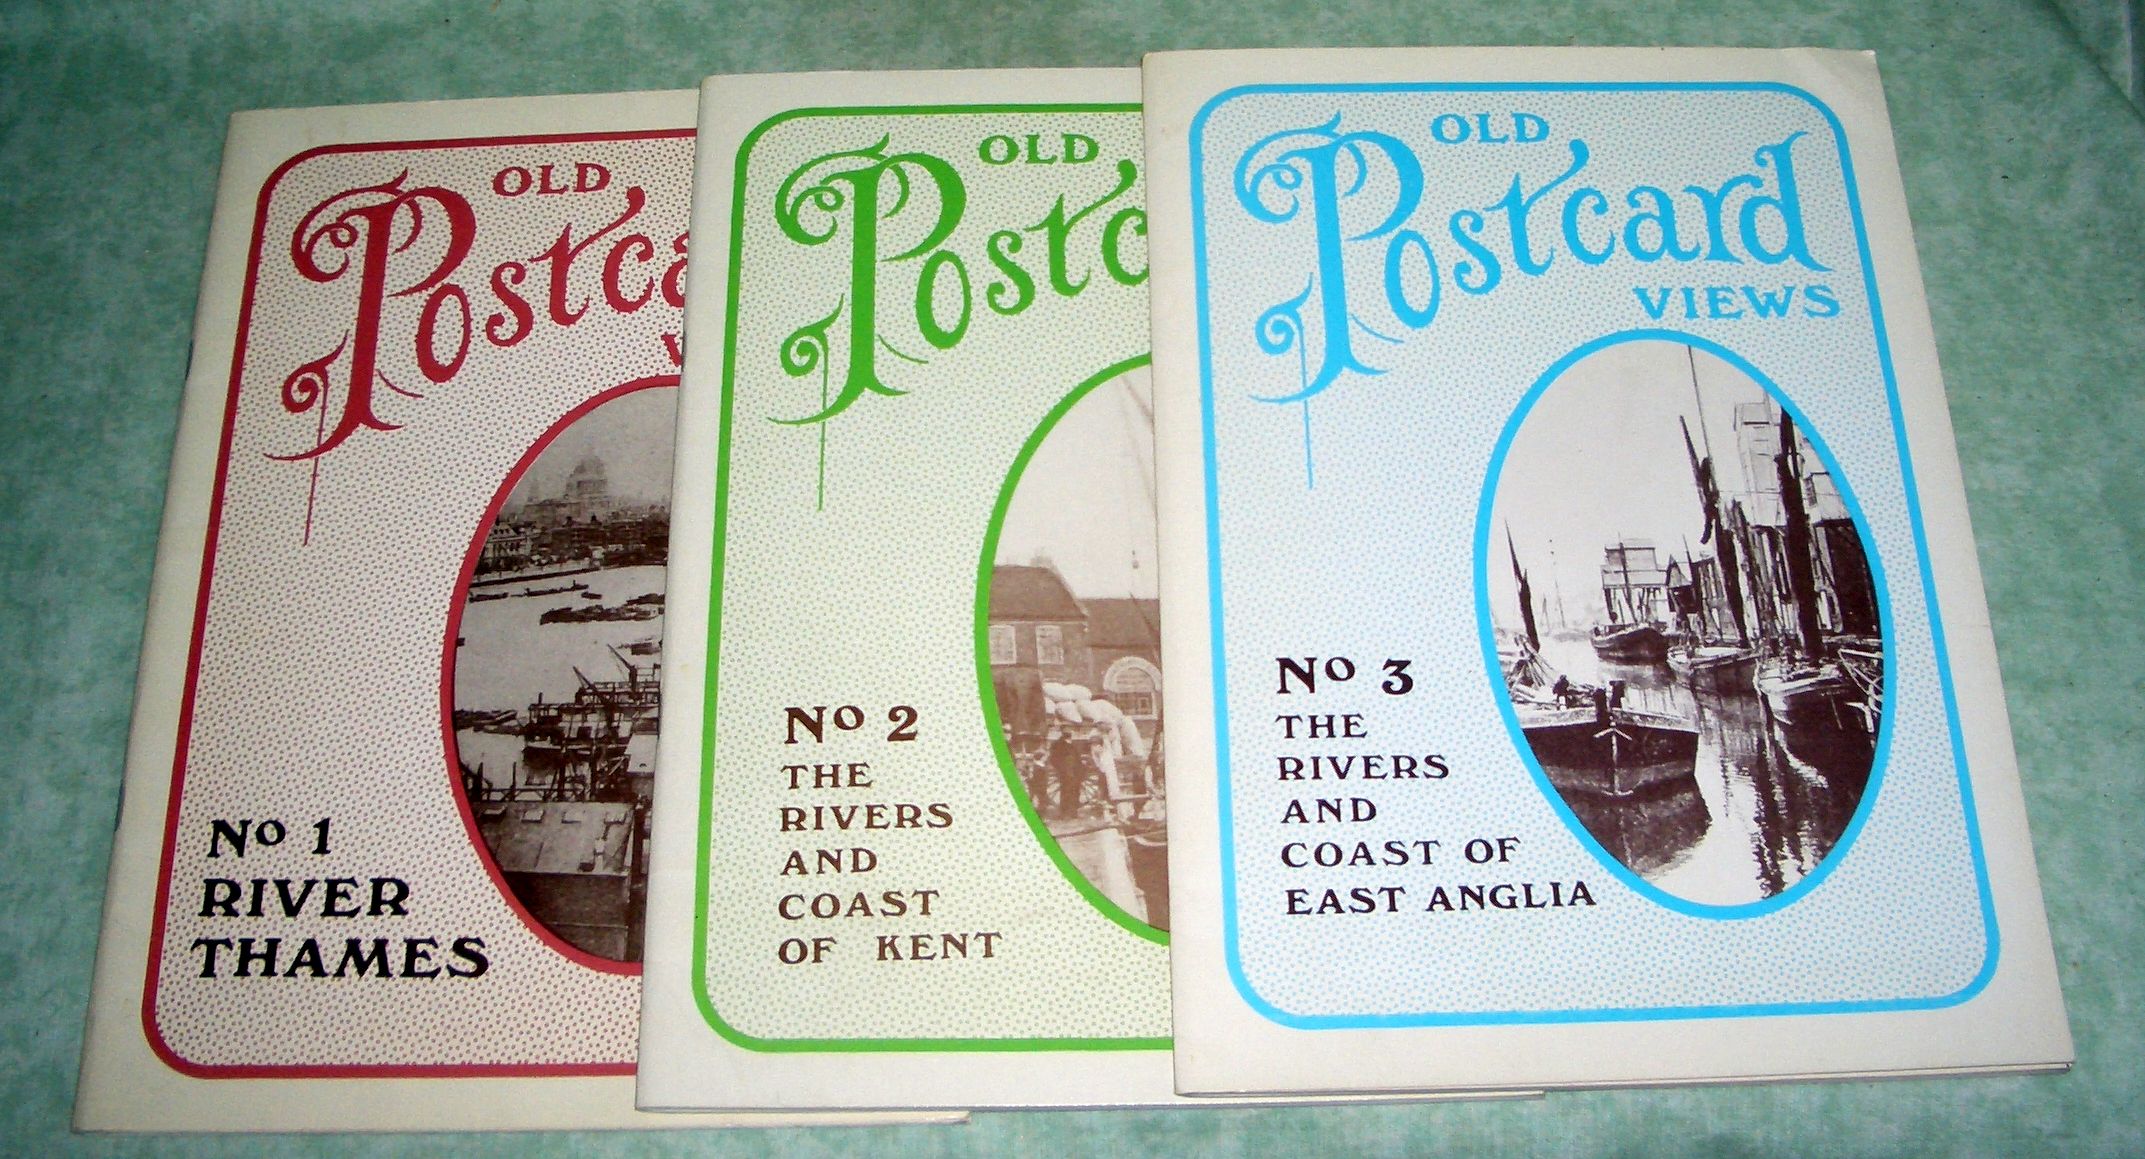 OLD
Postca
No 1
RIVER
THAMES
OLD
Postc
No 2
THE
RIVERS
AND
COAST
OF KENT
OLD
Postcard
VIEWS
No 3
THE
RIVERS
AND
COAST OF
EAST ANGLIA